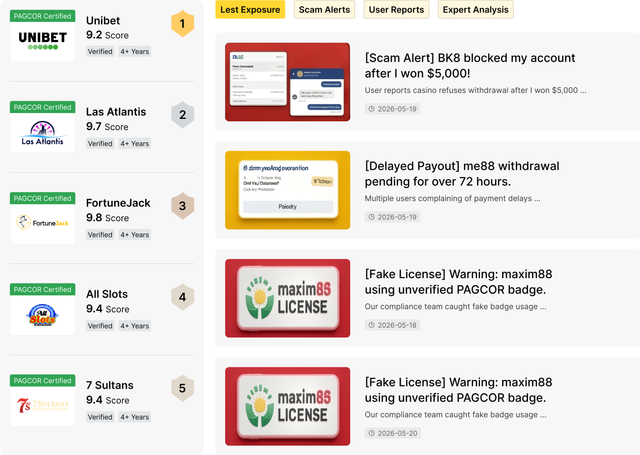 PAGCOR Certified
UNIBET
Unibet
9.2 Score
Verified 4+ Years
1
PAGCOR Certified
Las Atlantis
Las Atlantis
9.7 Score
Verified 4+ Years
2
PAGCOR Certified
FortuneJack
FortuneJack
9.8 Score
Verified 4+ Years
3
PAGCOR Certified
All Slots
All Slots
9.4 Score
Verified 4+ Years
4
PAGCOR Certified
7s 7SULTANS
7 Sultans
9.4 Score
Verified 4+ Years
5
Lest Exposure Scam Alerts User Reports Expert Analysis
[Scam Alert] BK8 blocked my account
after I won $5,000!
User reports casino refuses withdrawal after I won $5,000 ...
2026-05-19
[Delayed Payout] me88 withdrawal
pending for over 72 hours.
Multiple users complaining of payment delays ...
2026-05-19
maxim88
LICENSE
[Fake License] Warning: maxim88
using unverified PAGCOR badge.
Our compliance team caught fake badge usage ...
2026-05-18
maxim88
LICENSE
[Fake License] Warning: maxim88
using unverified PAGCOR badge.
Our compliance team caught fake badge usage ...
2026-05-20